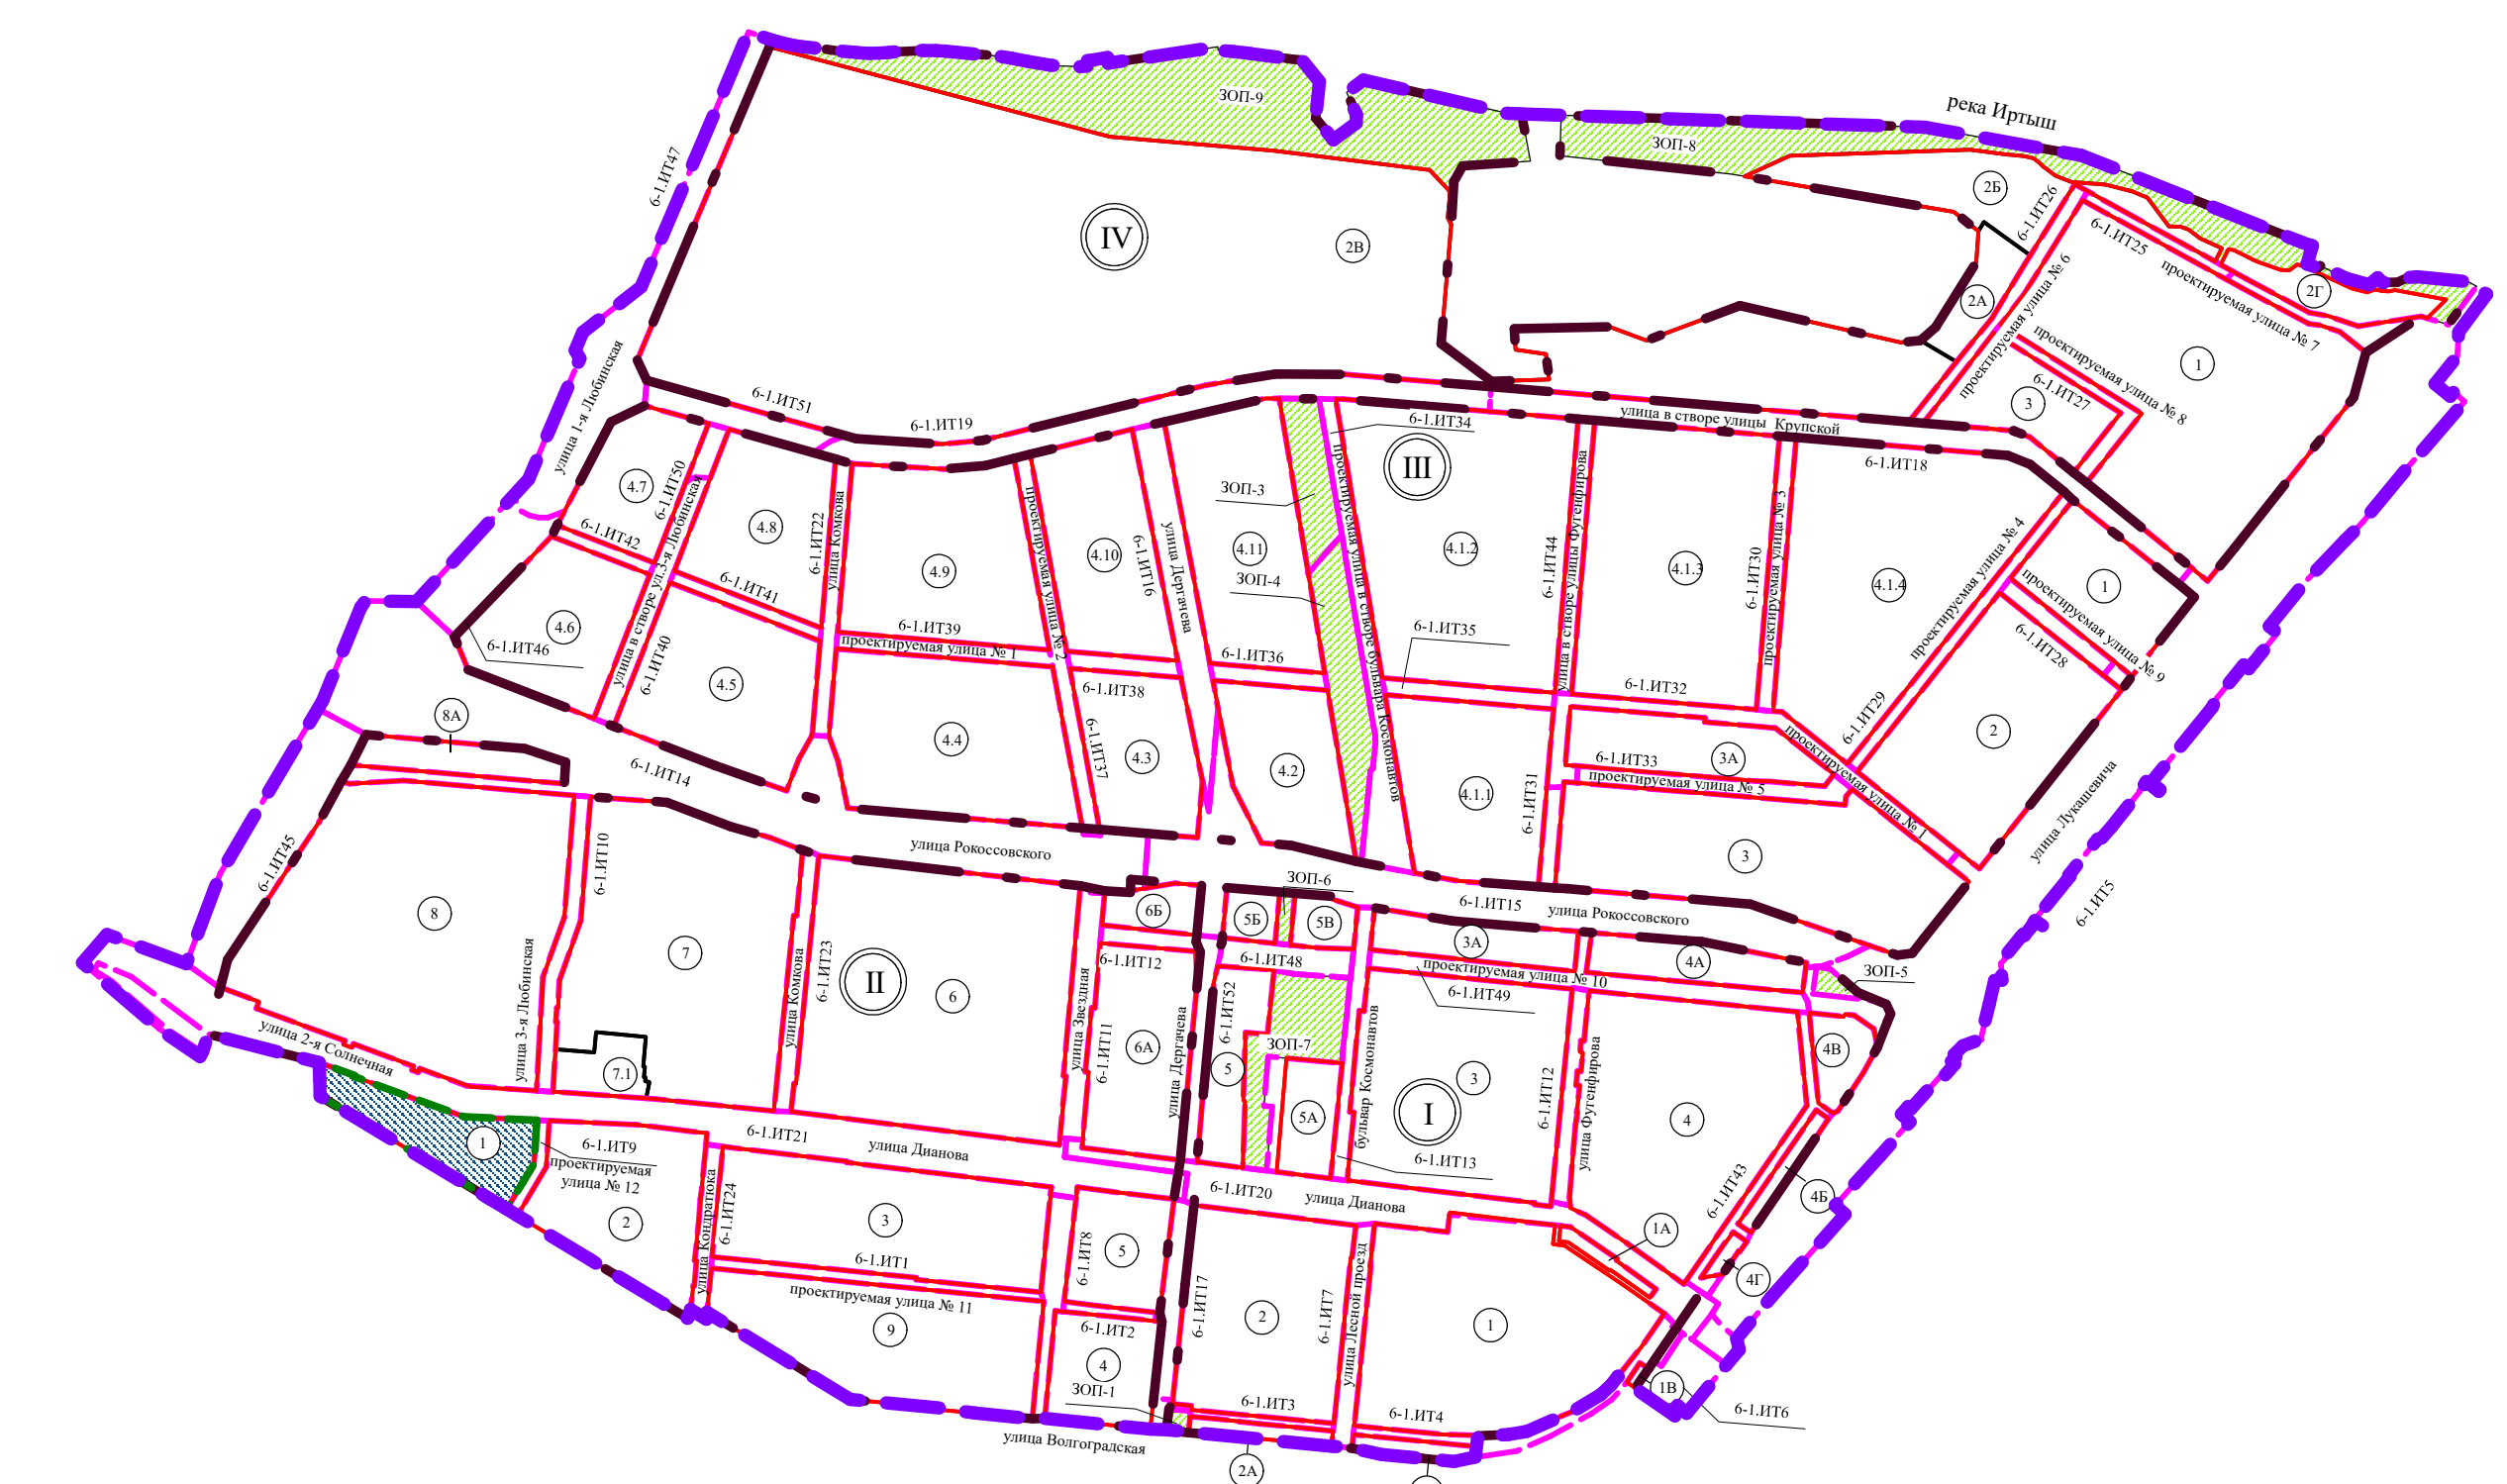 река Иртыш
ЗОП-9
ЗОП-8
2Б
6-1.ИТ26
6-1.ИТ47
IV
2В
6-1.ИТ25
проектируемая улица № 6
проектируемая улица № 7
2Г
2А
1
проектируемая улица № 8
6-1.ИТ27
3
улица 1-я Любинская
6-1.ИТ51
6-1.ИТ19
6-1.ИТ34
улица в створе улицы Крупской
6-1.ИТ18
III
4.7
6-1.ИТ50
4.8
6-1.ИТ22
улица Комкова
4.9
проектируемая улица № 2
4.10
6-1.ИТ16
улица Дергачева
ЗОП-3
4.11
ЗОП-4
проектируемая улица в створе бульвара Космонавтов
4.1.2
6-1.ИТ44
улица в створе улицы Фугенфирова
4.1.3
6-1.ИТ30
проектируемая улица № 3
4.1.4
проектируемая улица № 4
1
проектируемая улица № 9
6-1.ИТ28
6-1.ИТ42
улица в створе ул.3-я Любинская
6-1.ИТ41
4.6
6-1.ИТ46
6-1.ИТ40
4.5
6-1.ИТ39
проектируемая улица № 1
6-1.ИТ38
6-1.ИТ36
6-1.ИТ35
6-1.ИТ32
6-1.ИТ29
2
8А
6-1.ИТ14
4.4
6-1.ИТ37
4.3
4.2
4.1.1
6-1.ИТ31
3А
6-1.ИТ33
проектируемая улица № 5
проектируемая улица № 1
улица Лукашевича
3
6-1.ИТ45
6-1.ИТ10
улица Рокоссовского
ЗОП-6
6-1.ИТ15
улица Рокоссовского
6-1.ИТ5
8
7
улица Комкова
6-1.ИТ23
II
6
6Б
5Б
5В
3А
4А
6-1.ИТ12
6-1.ИТ48
проектируемая улица № 10
6-1.ИТ49
ЗОП-5
улица 3-я Любинская
улица Звездная
6-1.ИТ11
6А
улица Дергачева
6-1.ИТ52
5
ЗОП-7
5А
бульвар Космонавтов
3
I
6-1.ИТ12
улица Фугенфирова
4
4В
улица 2-я Солнечная
7.1
1
6-1.ИТ9
проектируемая
улица № 12
6-1.ИТ21
улица Дианова
6-1.ИТ13
6-1.ИТ20
улица Дианова
6-1.ИТ43
4Б
2
улица Кондратюка
6-1.ИТ24
3
6-1.ИТ8
5
1А
4Г
6-1.ИТ1
проектируемая улица № 11
9
6-1.ИТ2
4
6-1.ИТ17
2
6-1.ИТ7
улица Лесной проезд
1
1В
ЗОП-1
6-1.ИТ3
6-1.ИТ4
6-1.ИТ6
улица Волгоградская
2А